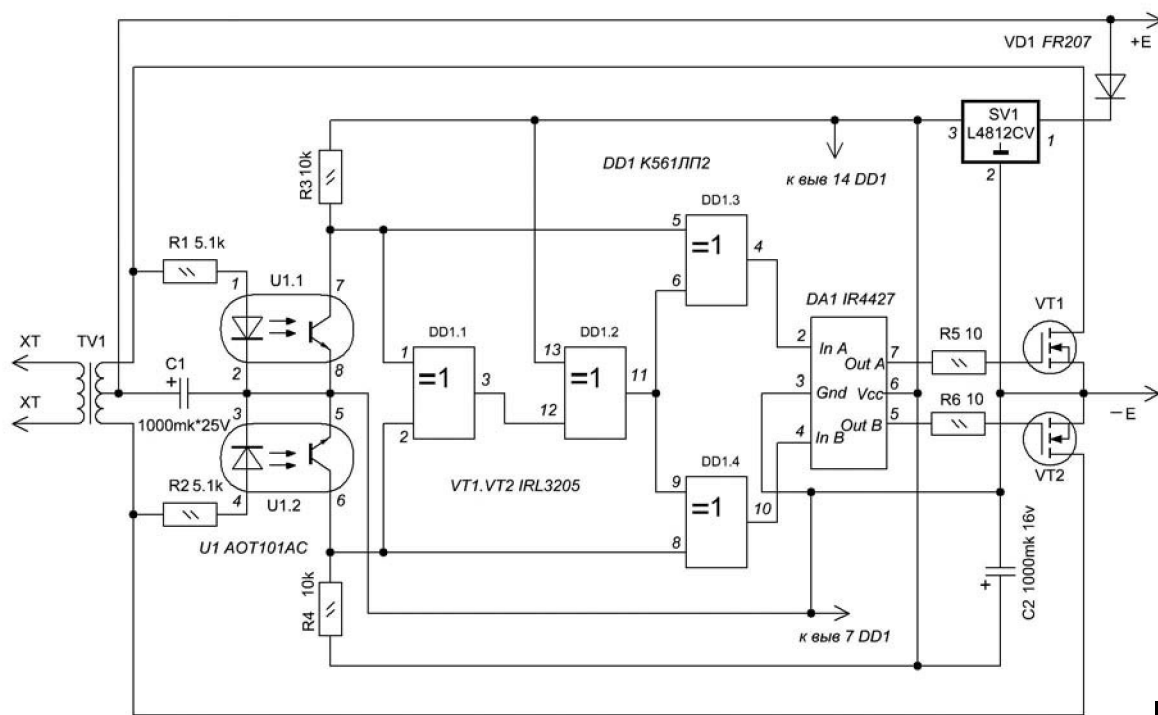 VD1 FR207
+E
SV1
L4812CV
3
1
2
R3 10k
DD1 К561ЛП2
к выв 14 DD1
DD1.3
5
=1
4
6
R1 5.1k
1
U1.1
7
DA1 IR4427
VT1
XT
TV1
2
8
DD1.1
DD1.2
2
In A
Out A
7
R5 10
C1
+
1
=1
3
13
=1
11
3
Gnd
Vcc
6
XT
1000mk*25V
3
5
12
4
In B
Out B
5
R6 10
−E
2
DD1.4
VT2
R2 5.1k
4
U1.2
6
VT1.VT2 IRL3205
9
=1
10
8
U1 АОТ101АС
R4 10k
+
C2 1000mk 16v
к выв 7 DD1